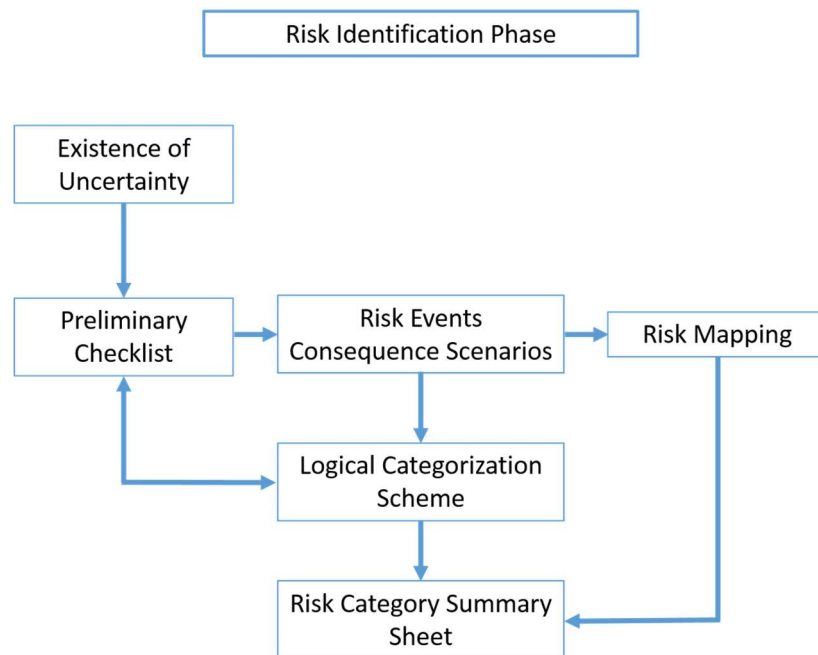 Risk Identification Phase
Existence of
Uncertainty
Preliminary
Checklist
Risk Events
Consequence Scenarios
Risk Mapping
Logical Categorization
Scheme
Risk Category Summary
Sheet